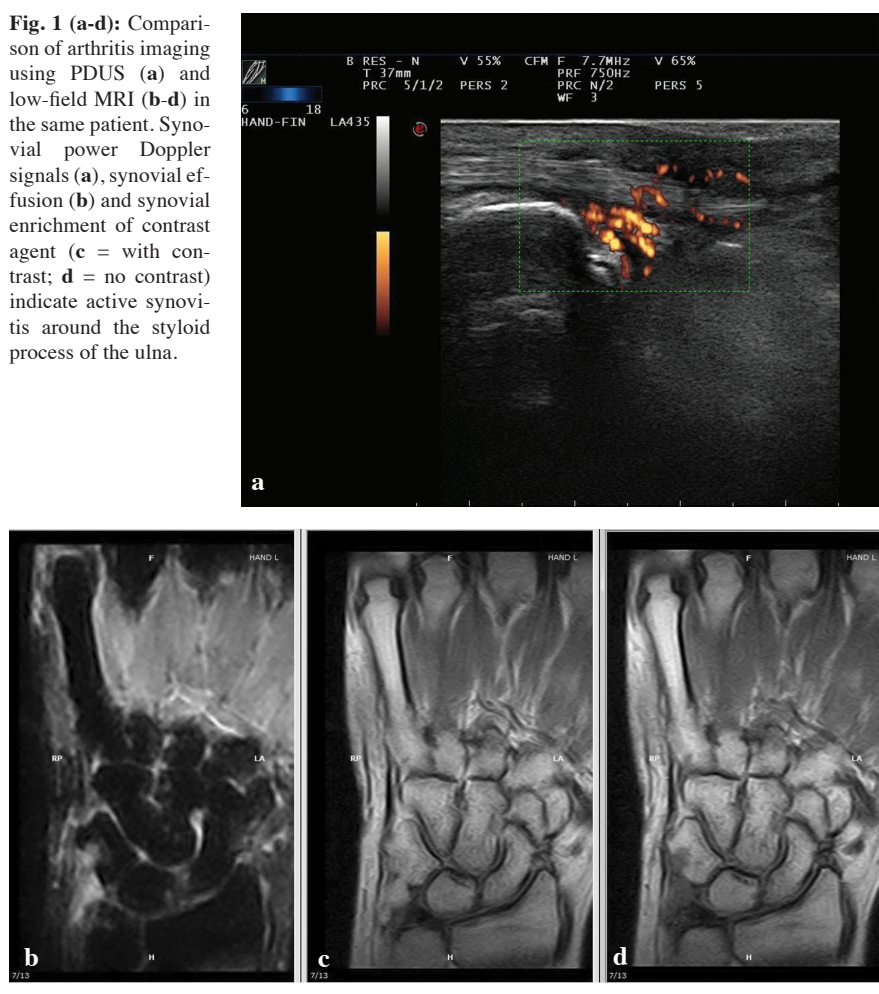 Fig. 1 (a-d): Compari-
son of arthritis imaging
using PDUS (a) and
low-field MRI (b-d) in
the same patient. Syno-
vial power Doppler
signals (a), synovial ef-
fusion (b) and synovial
enrichment of contrast
agent (c = with con-
trast; d = no contrast)
indicate active synovi-
tis around the styloid
process of the ulna.
B RES - N V 55% CFM F 7.7MHz V 65%
T 37mm PRF 750Hz
PRC 5/1/2 PERS 2 PRC N/2 PERS 5
WF 3
H
6 18
HAND-FIN LA435
a
F HAND L
RP LA
b H
7/13
F HAND L
RP LA
c H
7/13
F HAND L
RP LA
d H
7/13